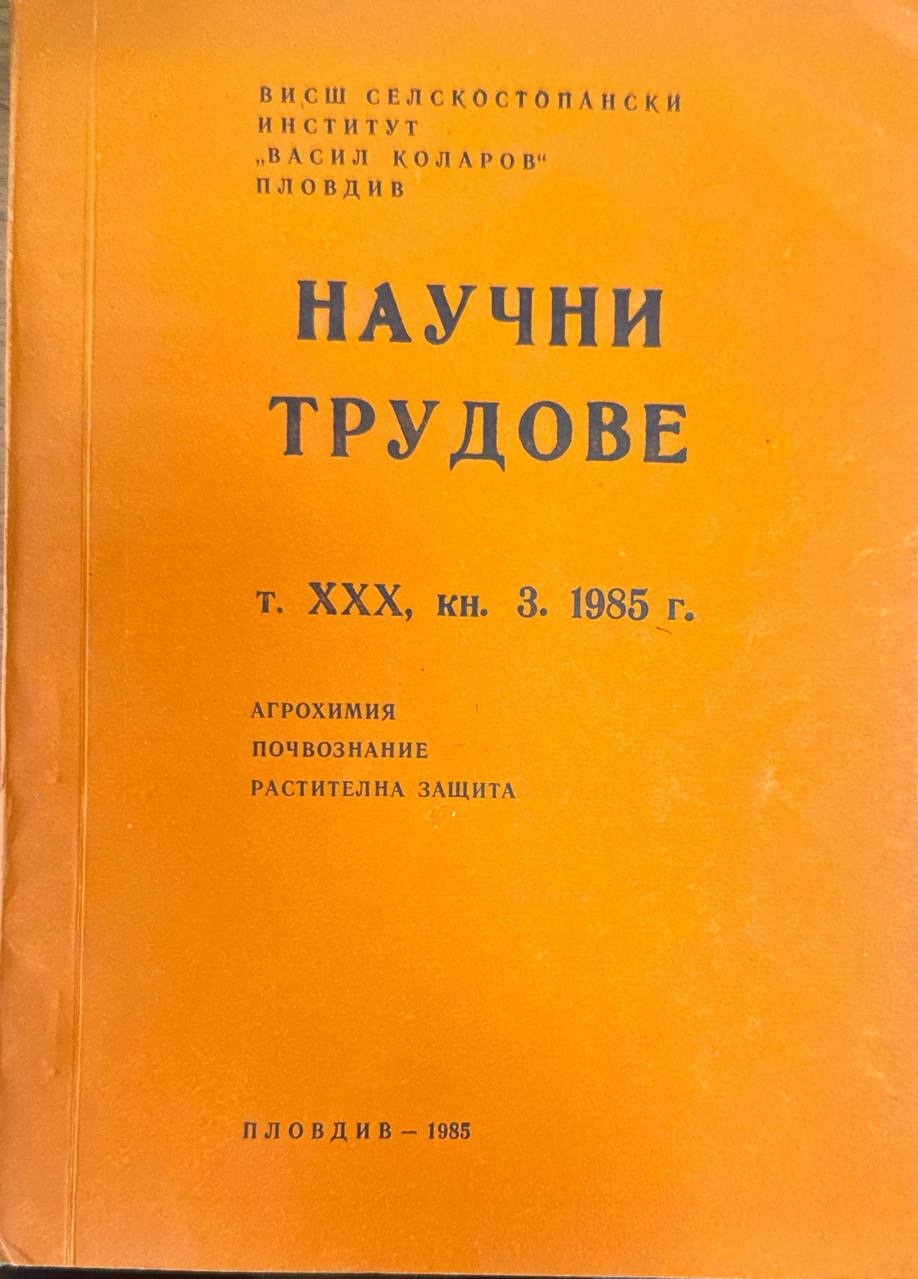 ВИСШ СЕЛСКОСТОПАНСКИ
ИНСТИТУТ
„ВАСИЛ КОЛАРОВ“
ПЛОВДИВ
НАУЧНИ
ТРУДОВЕ
т. XXX, кн. 3. 1985 г.
АГРОХИМИЯ
ПОЧВОЗНАНИЕ
РАСТИТЕЛНА ЗАЩИТА
ПЛОВДИВ — 1985